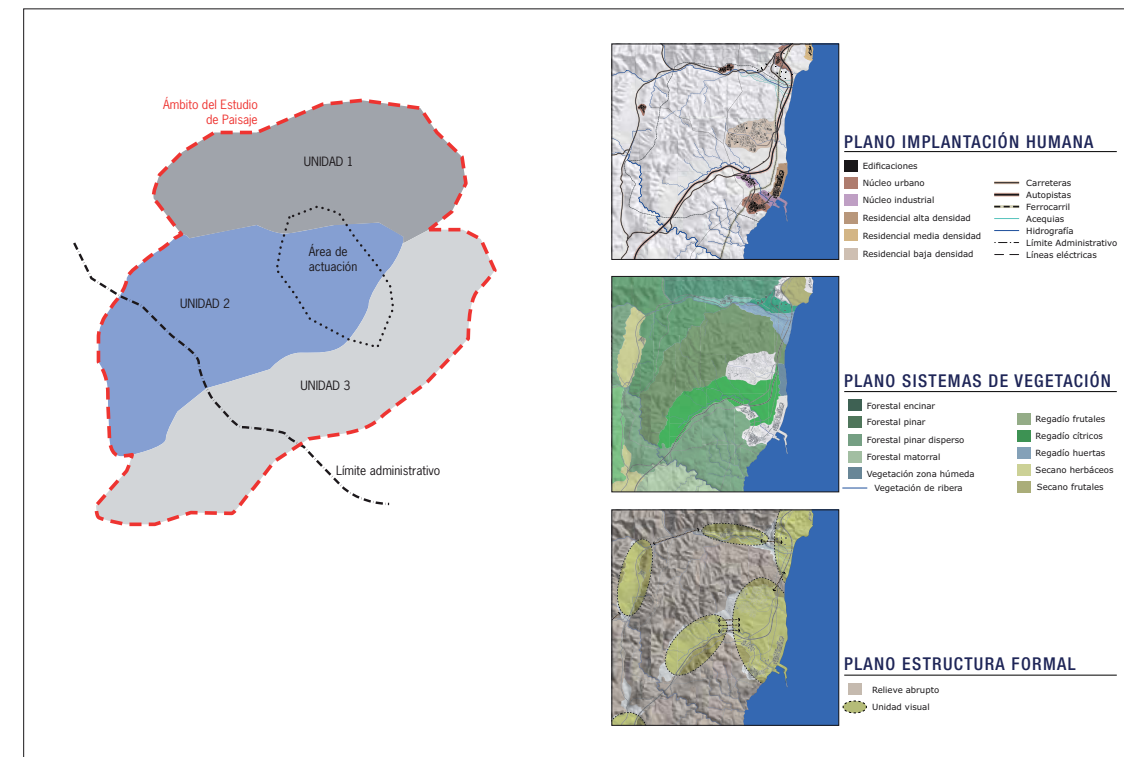 Ámbito del Estudio
de Paisaje
UNIDAD 1
Área de
actuación
UNIDAD 2
UNIDAD 3
Límite administrativo
PLANO IMPLANTACIÓN HUMANA
Edificaciones
Núcleo urbano
Núcleo industrial
Residencial alta densidad
Residencial media densidad
Residencial baja densidad
Carreteras
Autopistas
Ferrocarril
Acequias
Hidrografía
Límite Administrativo
Líneas eléctricas
PLANO SISTEMAS DE VEGETACIÓN
Forestal encinar
Forestal pinar
Forestal pinar disperso
Forestal matorral
Vegetación zona húmeda
Vegetación de ribera
Regadío frutales
Regadío cítricos
Regadío huertas
Secano herbáceos
Secano frutales
PLANO ESTRUCTURA FORMAL
Relieve abrupto
Unidad visual